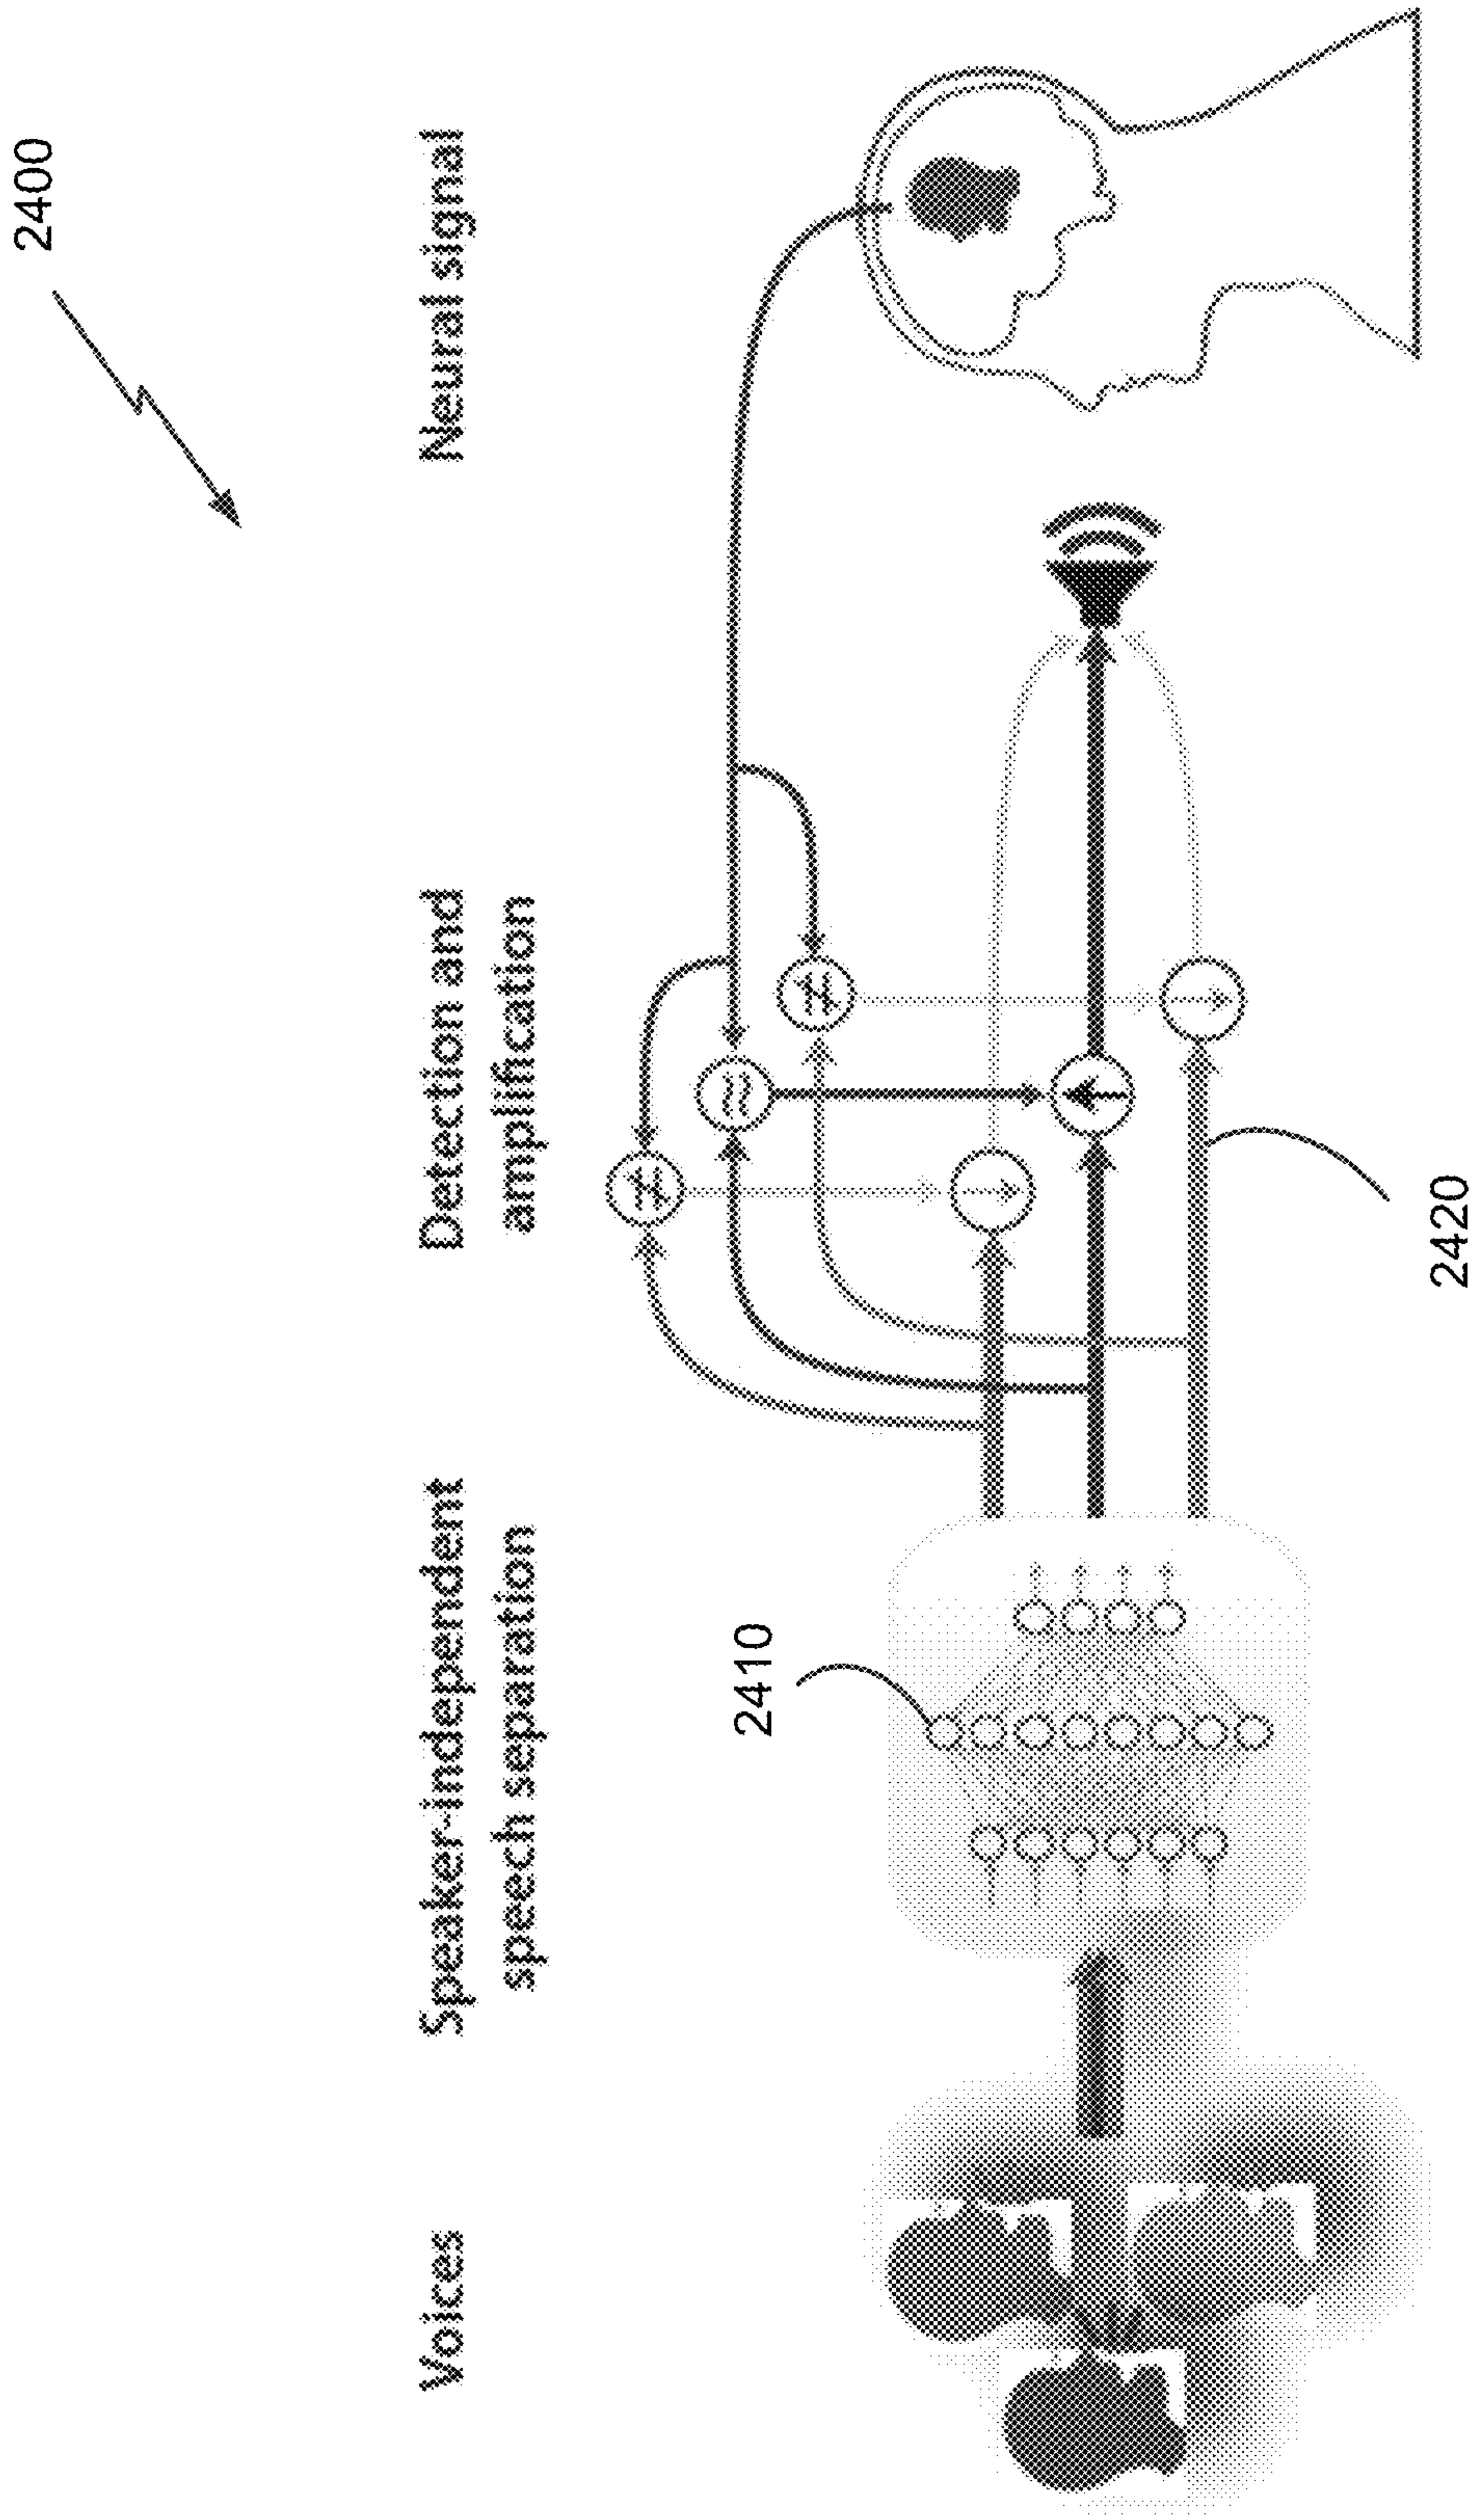 2400
Voices
Speaker-independent
speech separation
Detection and
amplification
Neural signal
2410
≉
≈
≉
2420